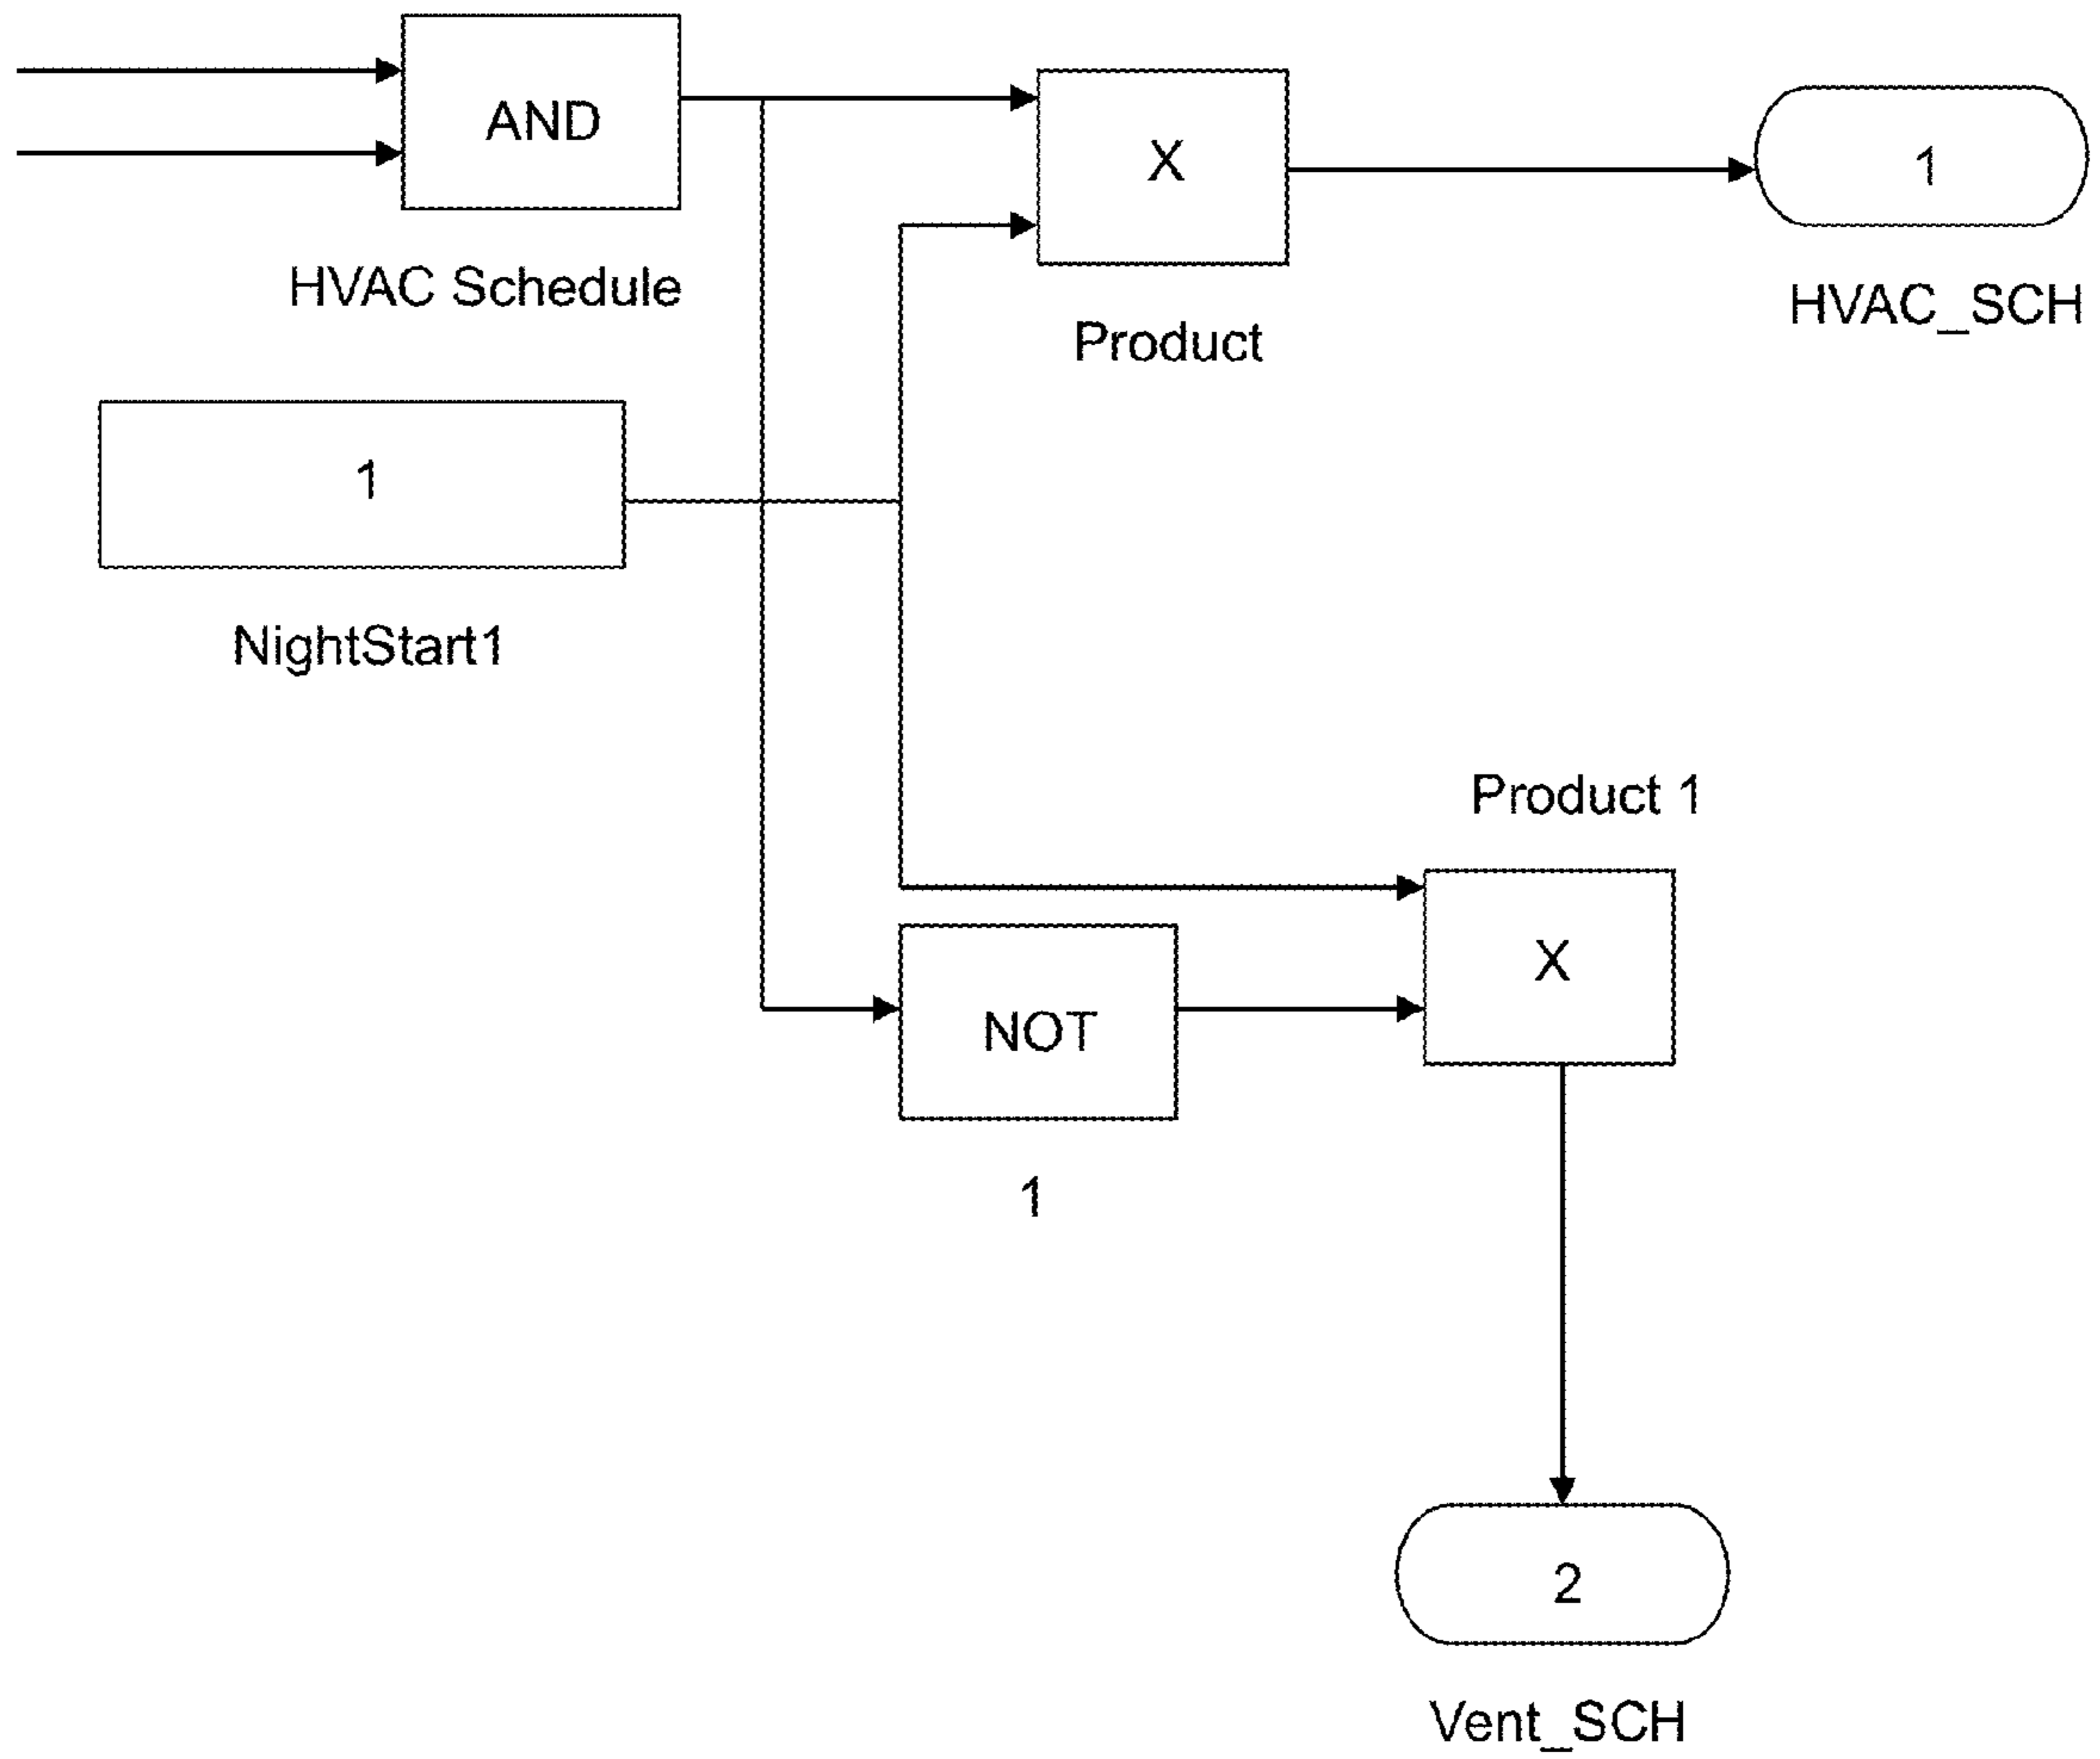 AND
X
1
HVAC Schedule
HVAC_SCH
Product
1
NightStart1
Product 1
X
NOT
1
2
Vent_SCH